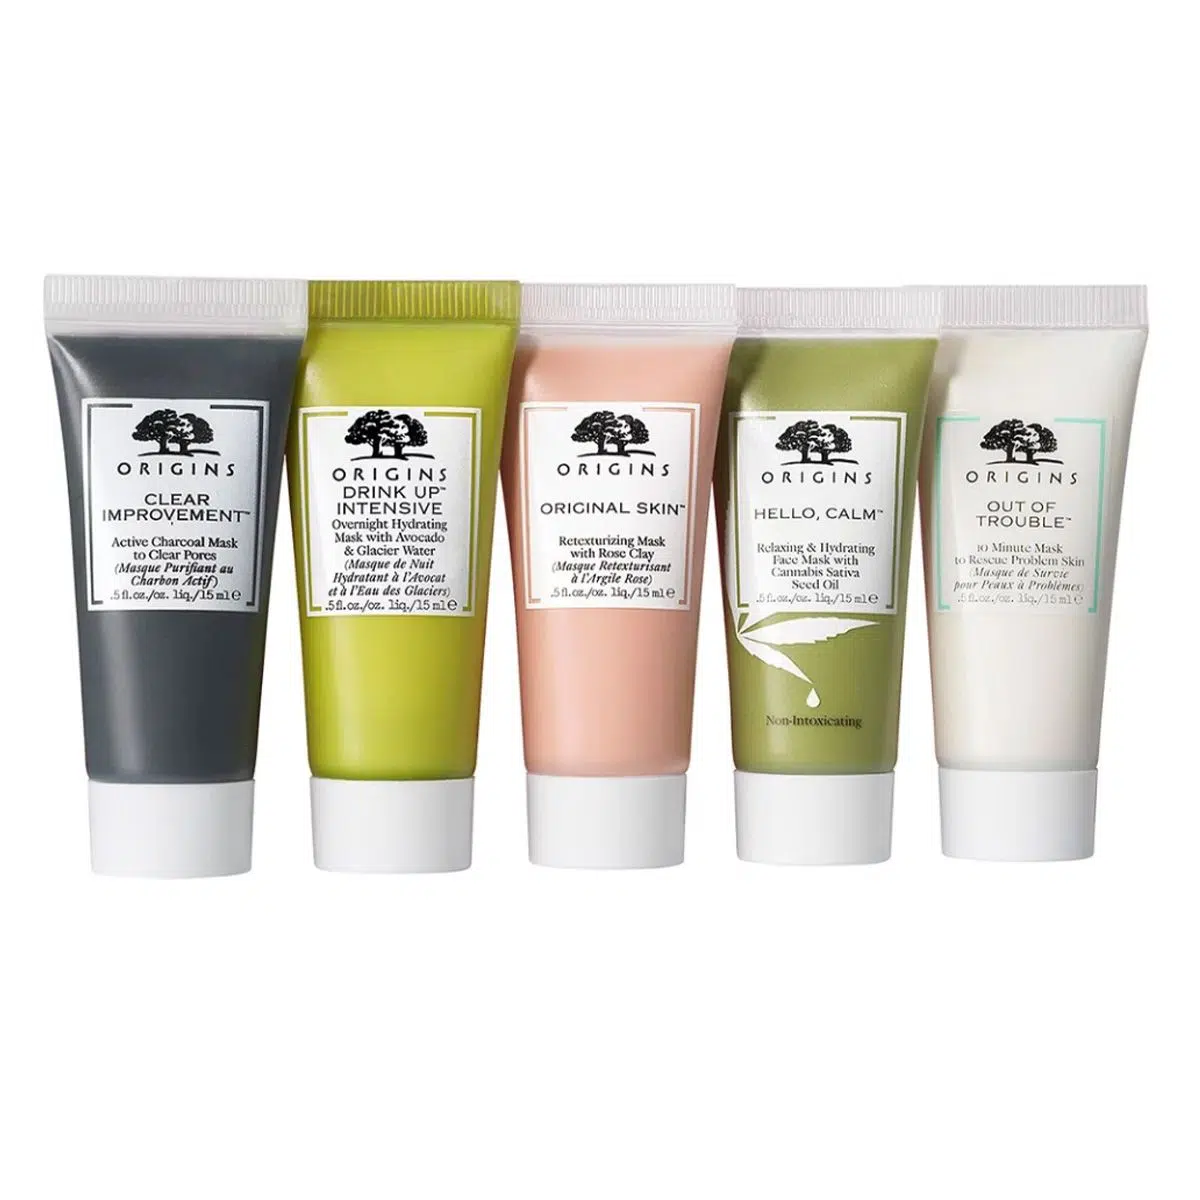 ORIGINS
CLEAR
IMPROVEMENT™
Active Charcoal Mask
to Clear Pores
(Masque Purifiant au
Charbon Actif)
.5 fl.oz./oz. liq./15 ml e
ORIGINS
DRINK UP™
INTENSIVE
Overnight Hydrating
Mask with Avocado
& Glacier Water
(Masque de Nuit
Hydratant à l'Avocat
et à l'Eau des Glaciers)
.5 fl.oz./oz. liq./15 ml e
ORIGINS
ORIGINAL SKIN™
Retexturizing Mask
with Rose Clay
(Masque Retexturisant
à l'Argile Rose)
.5 fl.oz./oz. liq./15 ml e
ORIGINS
HELLO, CALM™
Relaxing & Hydrating
Face Mask with
Cannabis Sativa
Seed Oil
.5 fl.oz./oz. liq./15 ml e
Non-Intoxicating
ORIGINS
OUT OF
TROUBLE™
10 Minute Mask
to Rescue Problem Skin
(Masque de Survie
pour Peaux à Problèmes)
.5 fl.oz./oz. liq./15 ml e